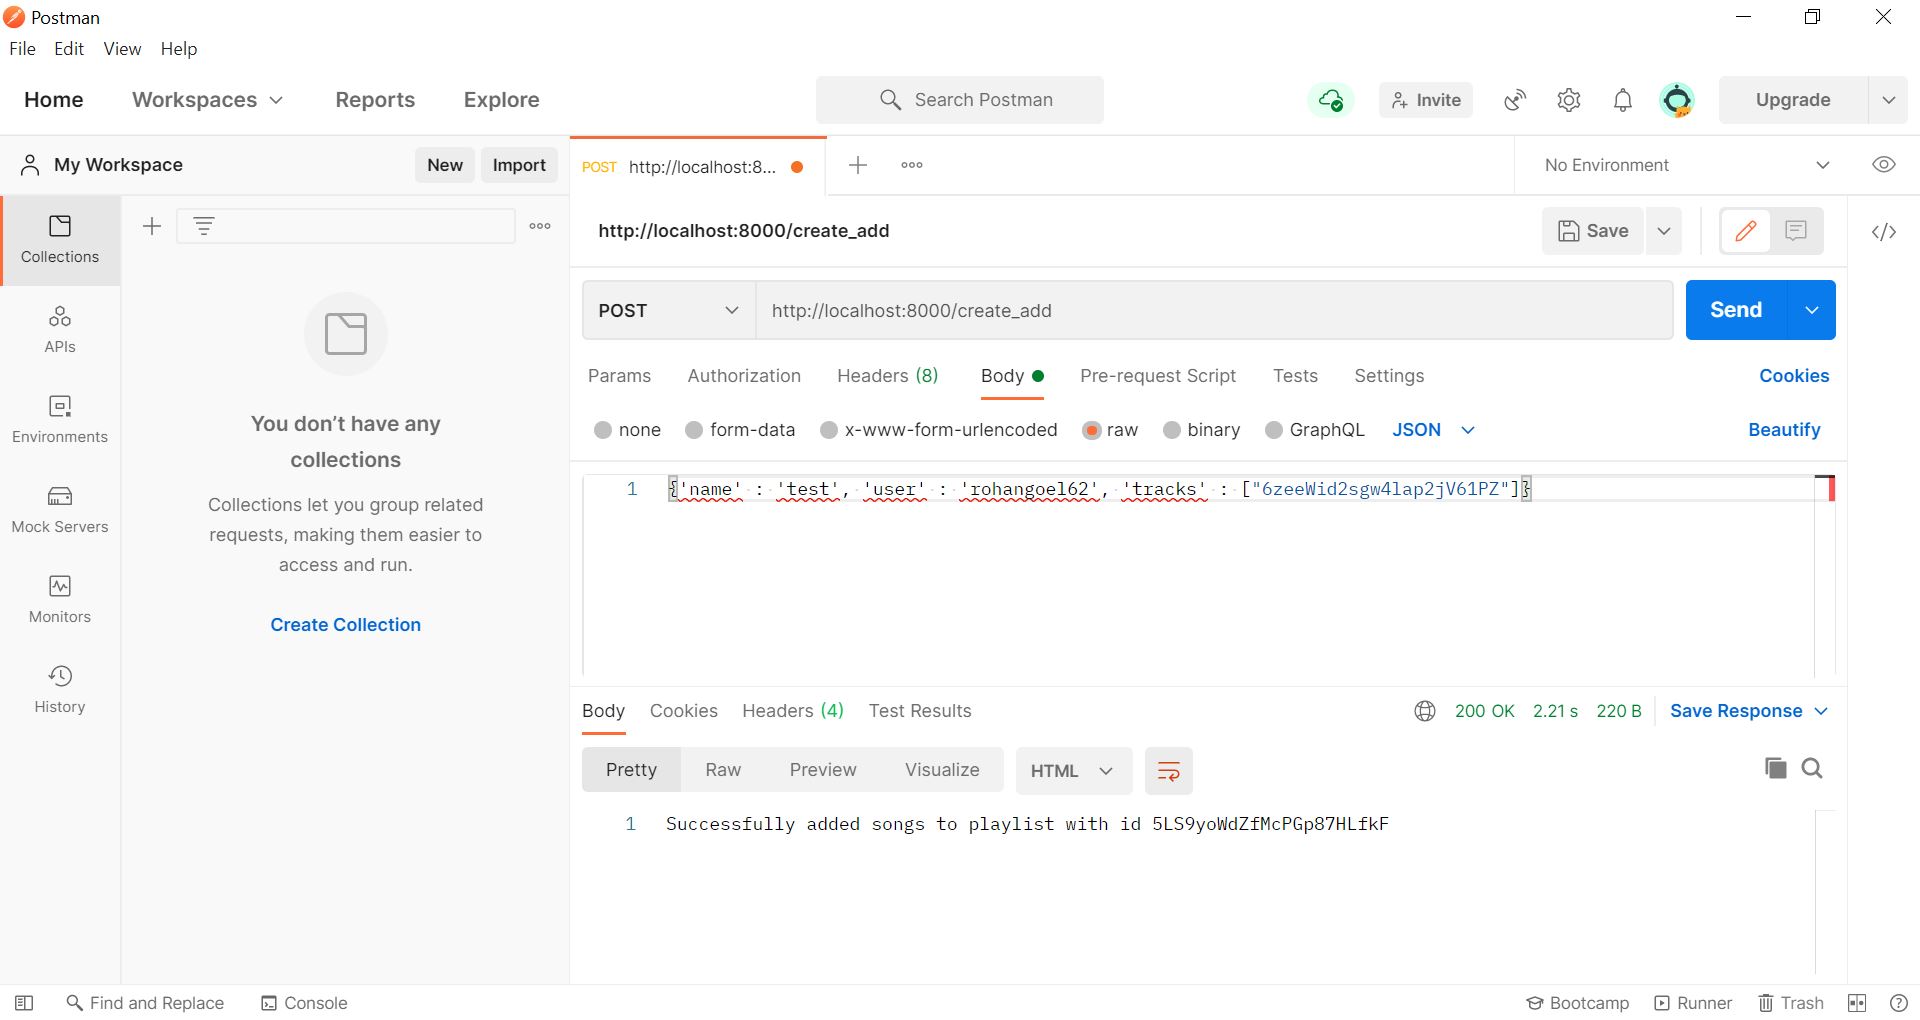 Postman
File Edit View Help
Home Workspaces Reports Explore Search Postman Invite Upgrade
My Workspace New Import POST http://localhost:8... No Environment
Collections
http://localhost:8000/create_add Save
APIs
POST http://localhost:8000/create_add Send
Params Authorization Headers (8) Body Pre-request Script Tests Settings Cookies
Environments
none form-data x-www-form-urlencoded raw binary GraphQL JSON Beautify
You don’t have any
collections
Collections let you group related
requests, making them easier to
access and run.
Create Collection
Mock Servers
Monitors
History
1 {'name' : 'test', 'user' : 'rohangoel62', 'tracks' : ["6zeeWid2sgw4lap2jV61PZ"]}
Body Cookies Headers (4) Test Results 200 OK 2.21 s 220 B Save Response
Pretty Raw Preview Visualize HTML
1 Successfully added songs to playlist with id 5LS9yoWdZfMcPGp87HLfkF
Find and Replace Console Bootcamp Runner Trash